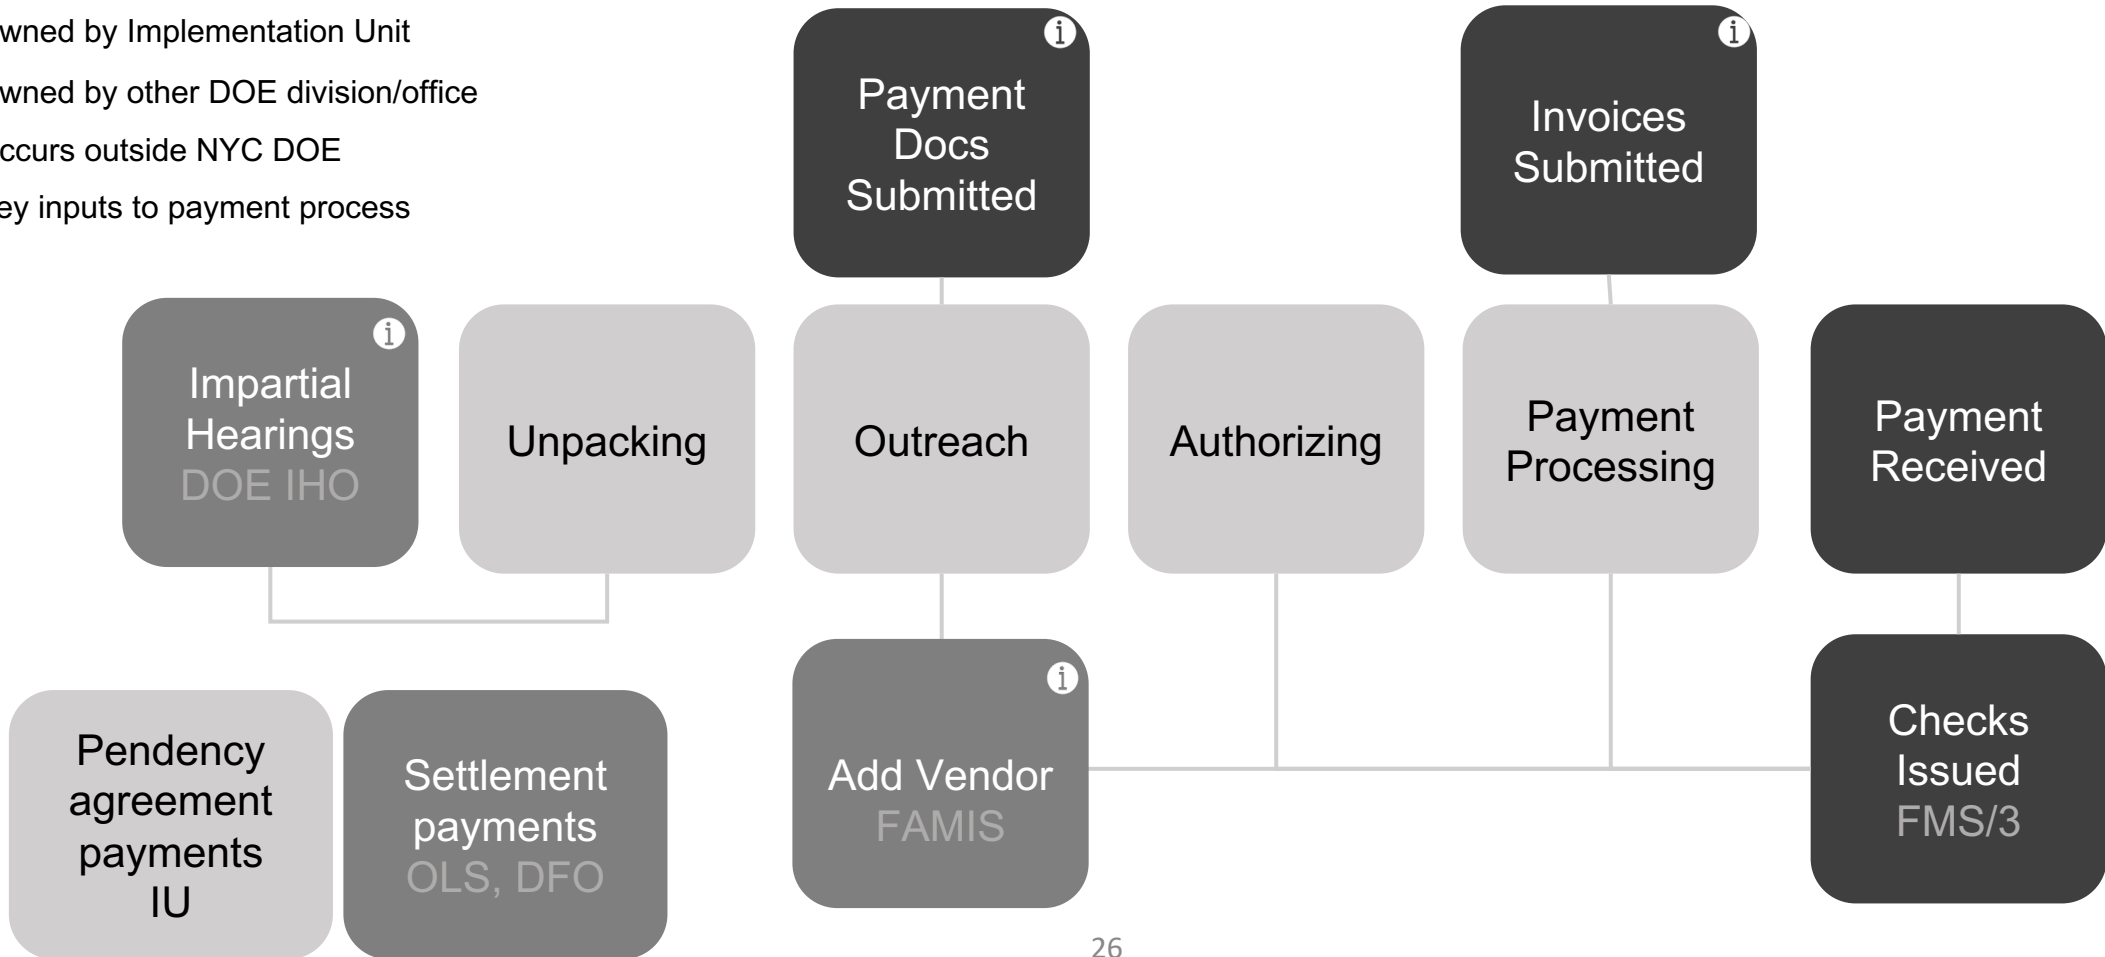 wned by Implementation Unit
wned by other DOE division/office
ccurs outside NYC DOE
ey inputs to payment process
Payment
Docs
Submitted
Invoices
Submitted
Impartial
Hearings
DOE IHO
Unpacking
Outreach
Authorizing
Payment
Processing
Payment
Received
Pendency
agreement
payments
IU
Settlement
payments
OLS, DFO
Add Vendor
FAMIS
Checks
Issued
FMS/3
26